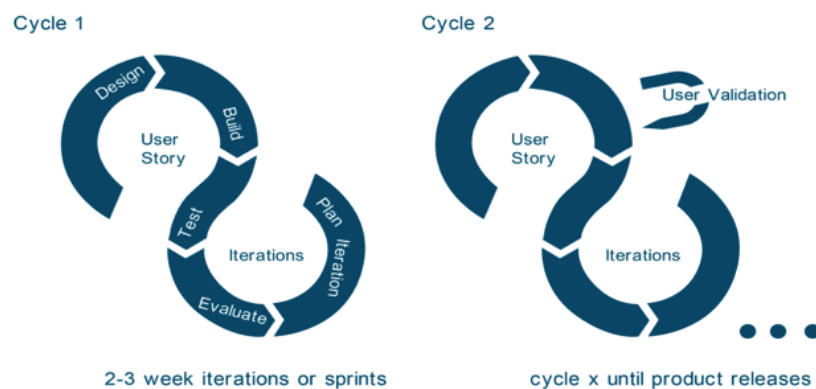 Cycle 1
Design
Build
User
Story
Test
Plan Iteration
Iterations
Evaluate
2-3 week iterations or sprints
Cycle 2
User Validation
User
Story
Iterations
cycle x until product releases